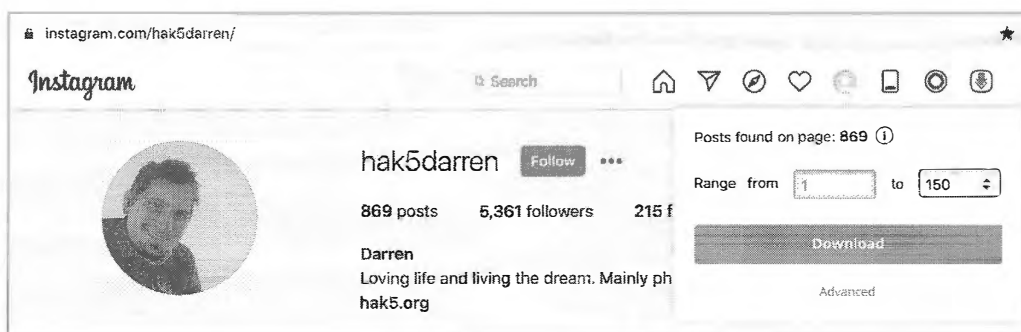 instagram.com/hak5darren/
Instagram
Search
Posts found on page: 869
Range from 1 to 150
Download
Advanced
hak5darren Follow
869 posts 5,361 followers 215 f
Darren
Loving life and living the dream. Mainly ph
hak5.org